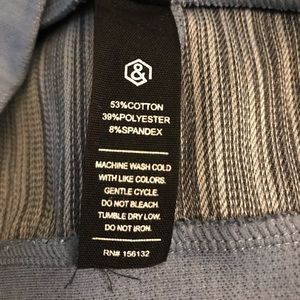 &
53%COTTON
39%POLYESTER
8%SPANDEX
MACHINE WASH COLD
WITH LIKE COLORS.
GENTLE CYCLE.
DO NOT BLEACH.
TUMBLE DRY LOW.
DO NOT IRON.
RN# 156132